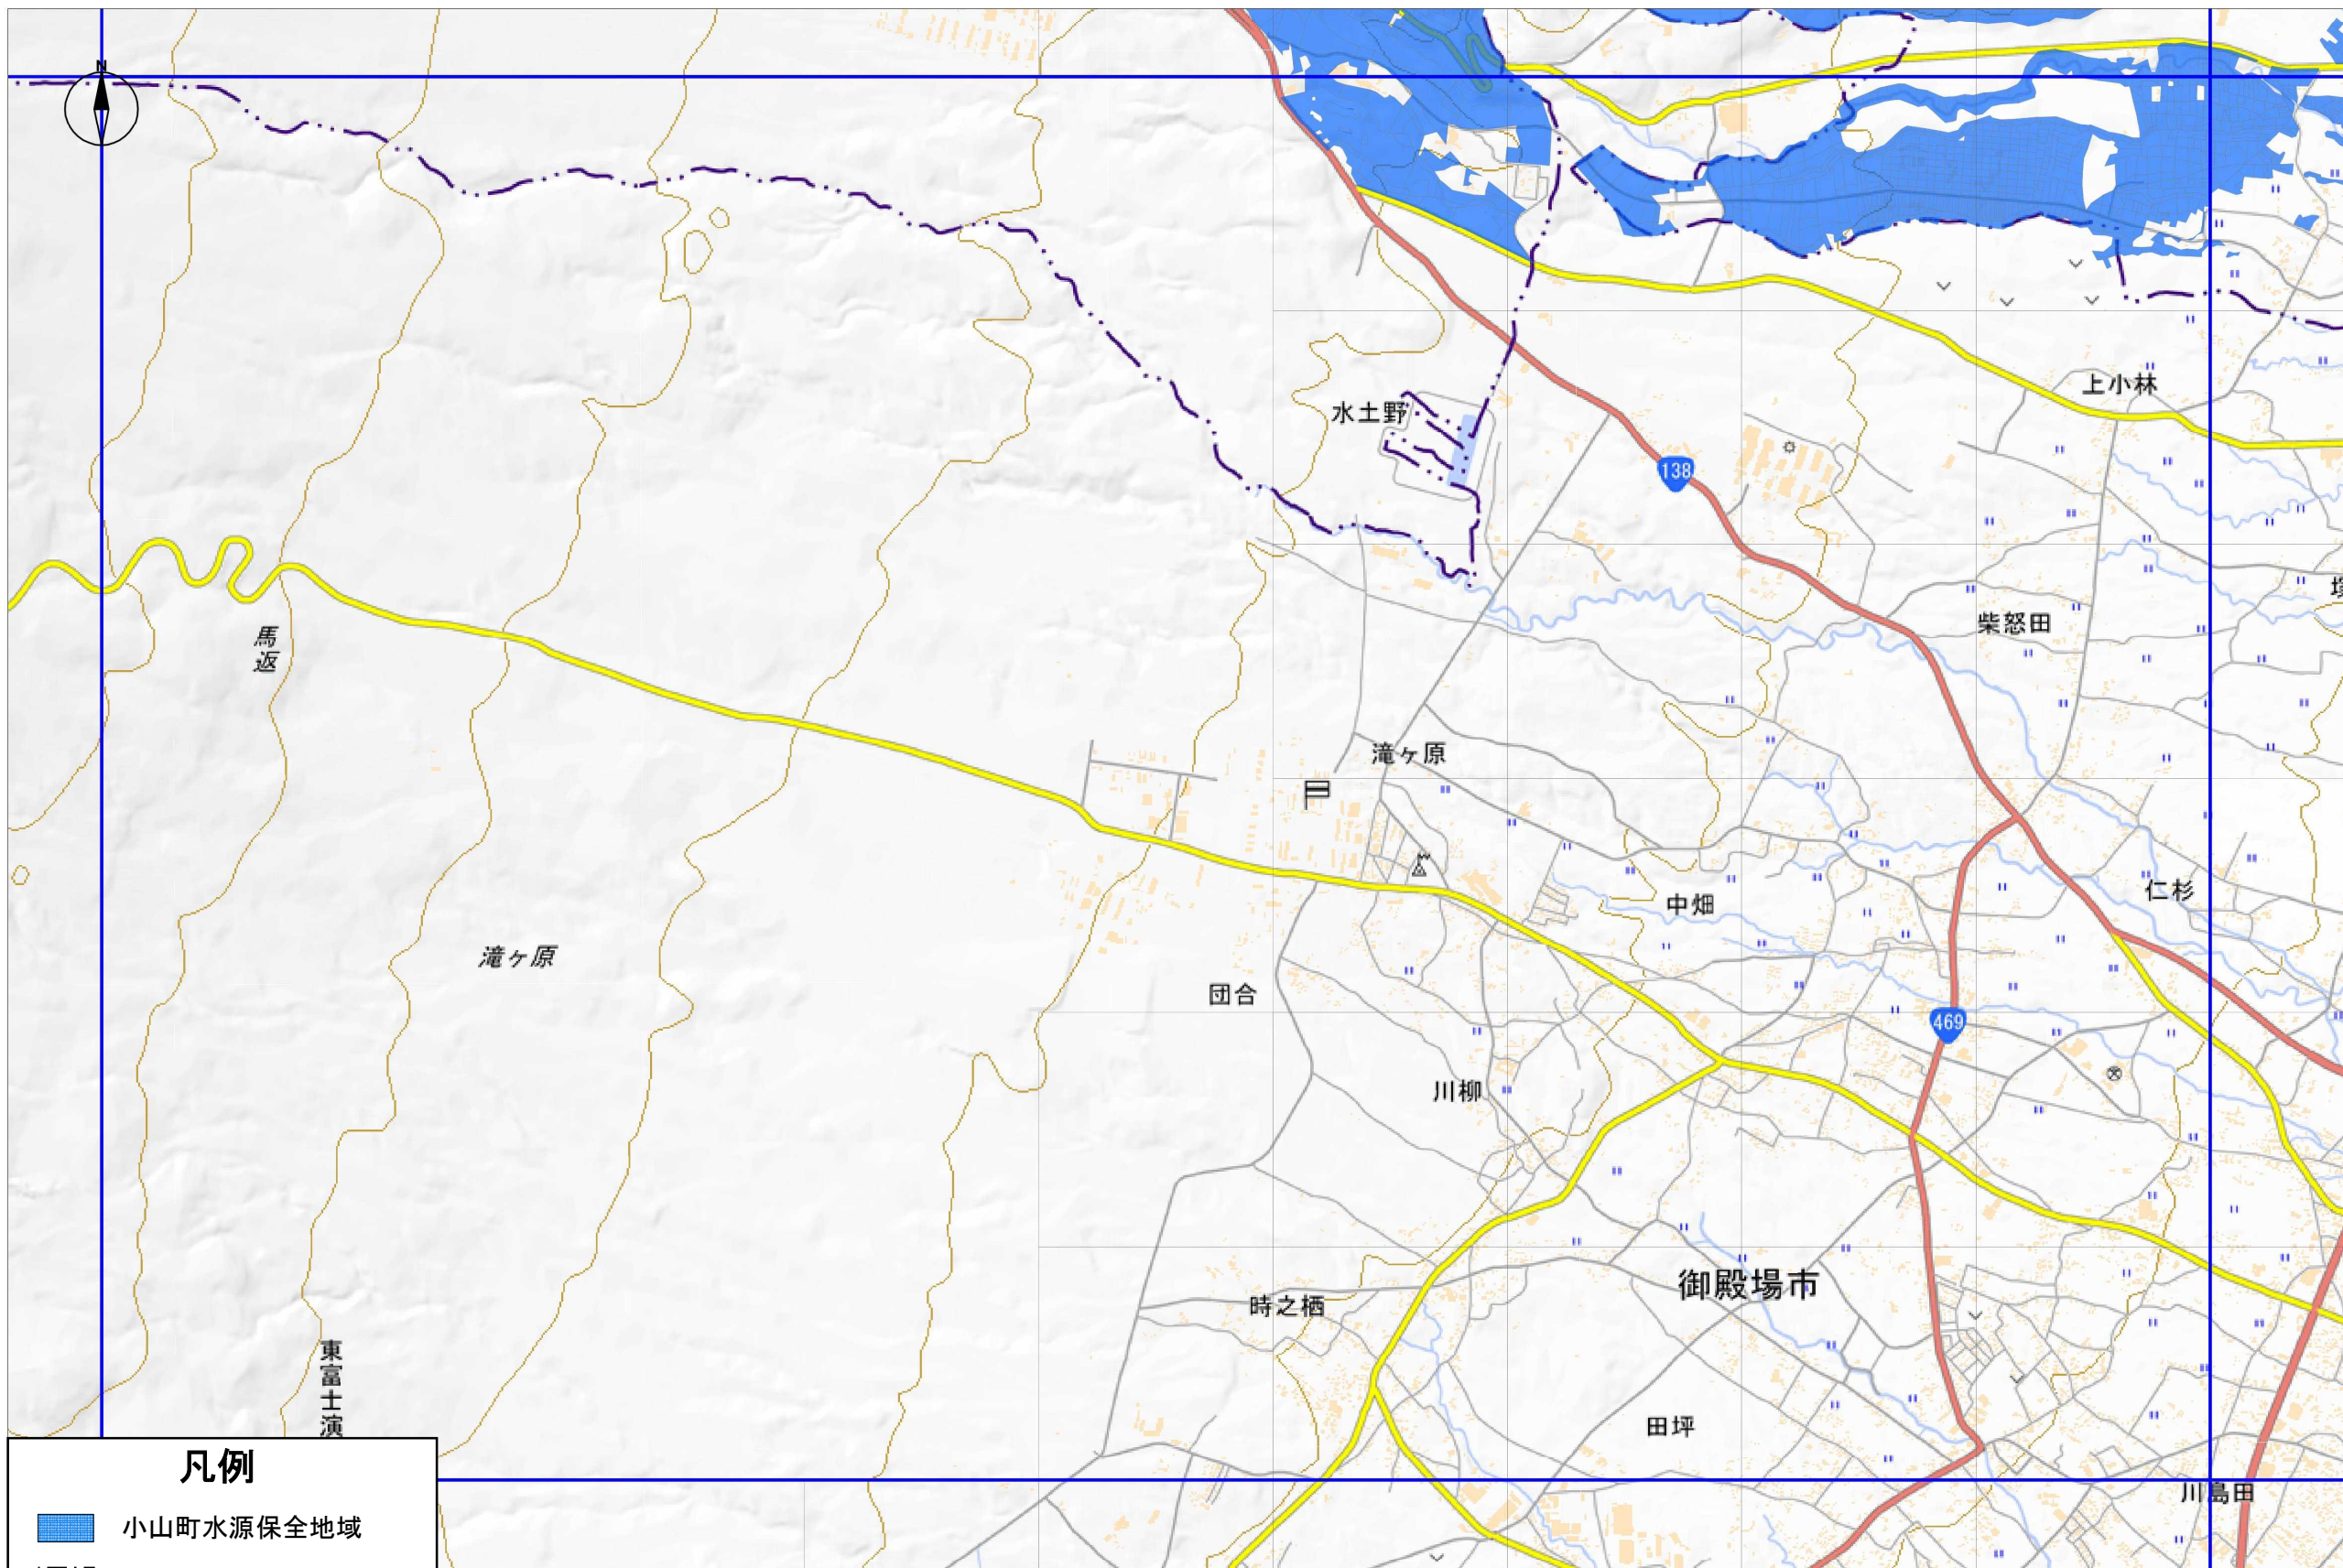 N
上小林
水土野
138
柴怒田
馬返
滝ヶ原
中畑
仁杉
滝ヶ原
団合
469
川柳
御殿場市
時之栖
東富士演
田坪
凡例
川島田
小山町水源保全地域